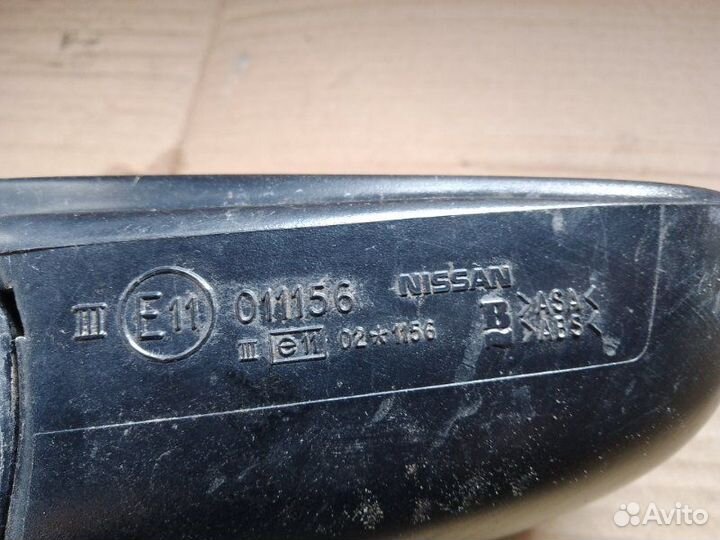 III E11 011156 NISSAN
III e11 02*1156 B >ASA<
>ABS<
Avito